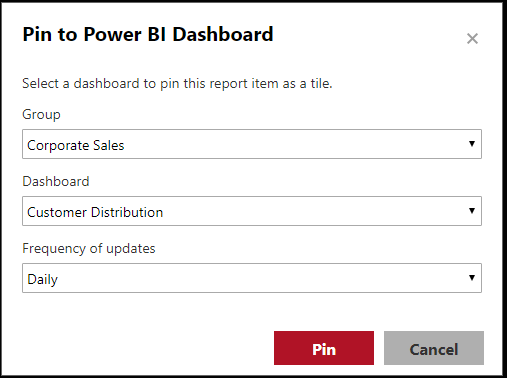 Pin to Power BI Dashboard
Select a dashboard to pin this report item as a tile.
Group
Corporate Sales
Dashboard
Customer Distribution
Frequency of updates
Daily
Pin Cancel